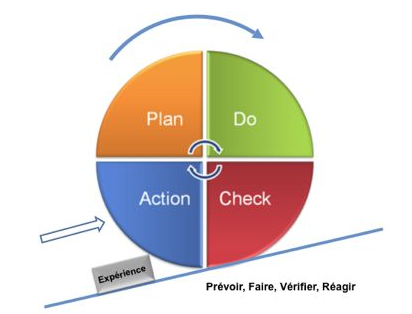 Plan
Do
Action
Check
Expérience
Prévoir, Faire, Vérifier, Réagir